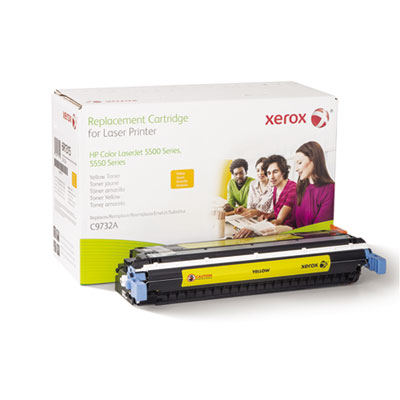 Replacement Cartridge
for Laser Printer
xerox
HP Color LaserJet 5500 Series,
5550 Series
Yellow Toner
Toner jaune
Toner amarillo
Toner Yellow
Toner amarelo
C9732A
CAUTION
YELLOW
xerox